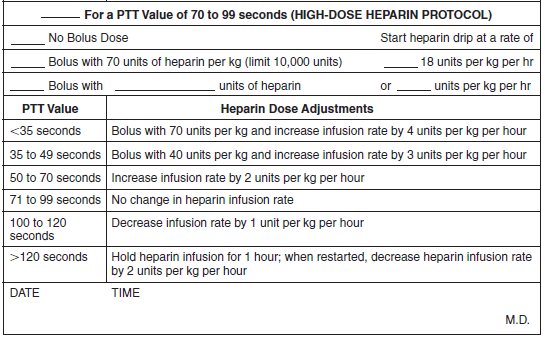 _____ For a PTT Value of 70 to 99 seconds (HIGH-DOSE HEPARIN PROTOCOL)
_____ No Bolus Dose Start heparin drip at a rate of
_____ Bolus with 70 units of heparin per kg (limit 10,000 units) _____ 18 units per kg per hr
_____ Bolus with _______________ units of heparin or _____ units per kg per hr
PTT Value Heparin Dose Adjustments
<35 seconds Bolus with 70 units per kg and increase infusion rate by 4 units per kg per hour
35 to 49 seconds Bolus with 40 units per kg and increase infusion rate by 3 units per kg per hour
50 to 70 seconds Increase infusion rate by 2 units per kg per hour
71 to 99 seconds No change in heparin infusion rate
100 to 120 Decrease infusion rate by 1 unit per kg per hour
seconds
>120 seconds Hold heparin infusion for 1 hour; when restarted, decrease heparin infusion rate
by 2 units per kg per hour
DATE TIME
M.D.